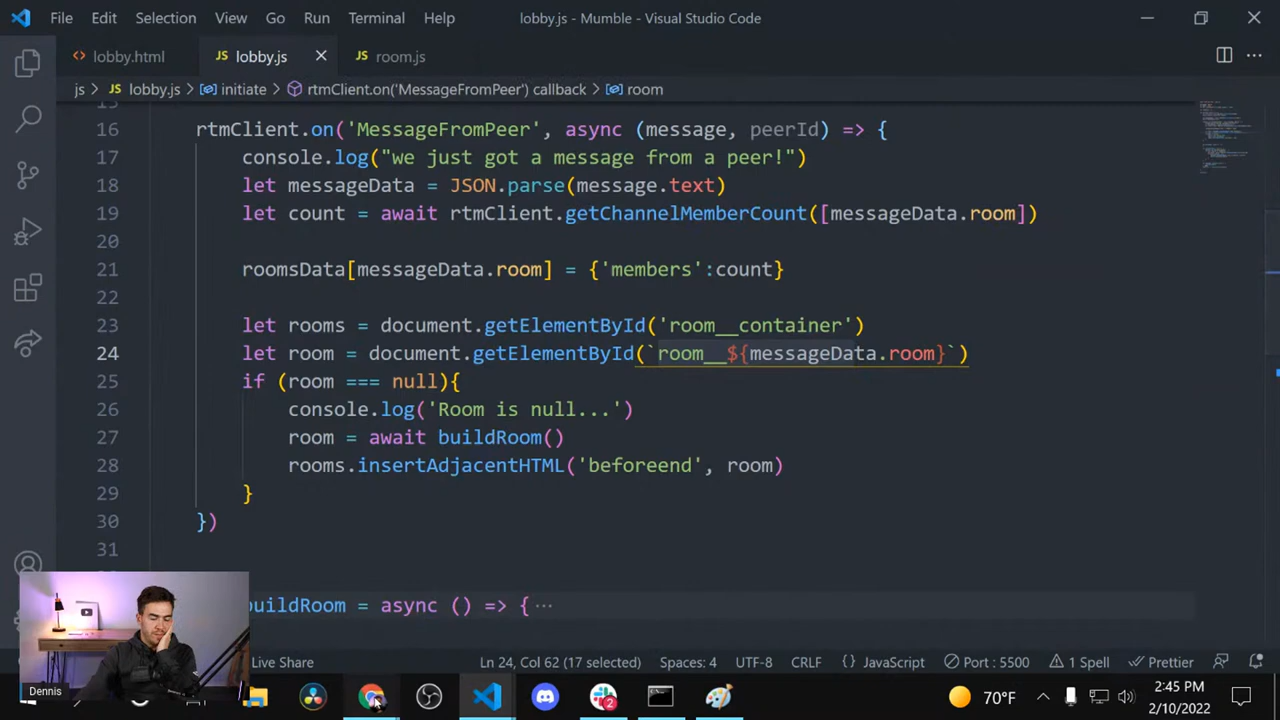 File Edit Selection View Go Run Terminal Help lobby.js - Mumble - Visual Studio Code
lobby.html JS lobby.js JS room.js
js > JS lobby.js > initiate > rtmClient.on('MessageFromPeer') callback > room
16 rtmClient.on('MessageFromPeer', async (message, peerId) => {
17 console.log("we just got a message from a peer!")
18 let messageData = JSON.parse(message.text)
19 let count = await rtmClient.getChannelMemberCount([messageData.room])
20
21 roomsData[messageData.room] = {'members':count}
22
23 let rooms = document.getElementById('room__container')
24 let room = document.getElementById(`room__${messageData.room}`)
25 if (room === null){
26 console.log('Room is null...')
27 room = await buildRoom()
28 rooms.insertAdjacentHTML('beforeend', room)
29 }
30 })
31
buildRoom = async () => { ···
Live Share Ln 24, Col 62 (17 selected) Spaces: 4 UTF-8 CRLF {} JavaScript Port : 5500 1 Spell Prettier
Dennis
2
70°F
2:45 PM
2/10/2022